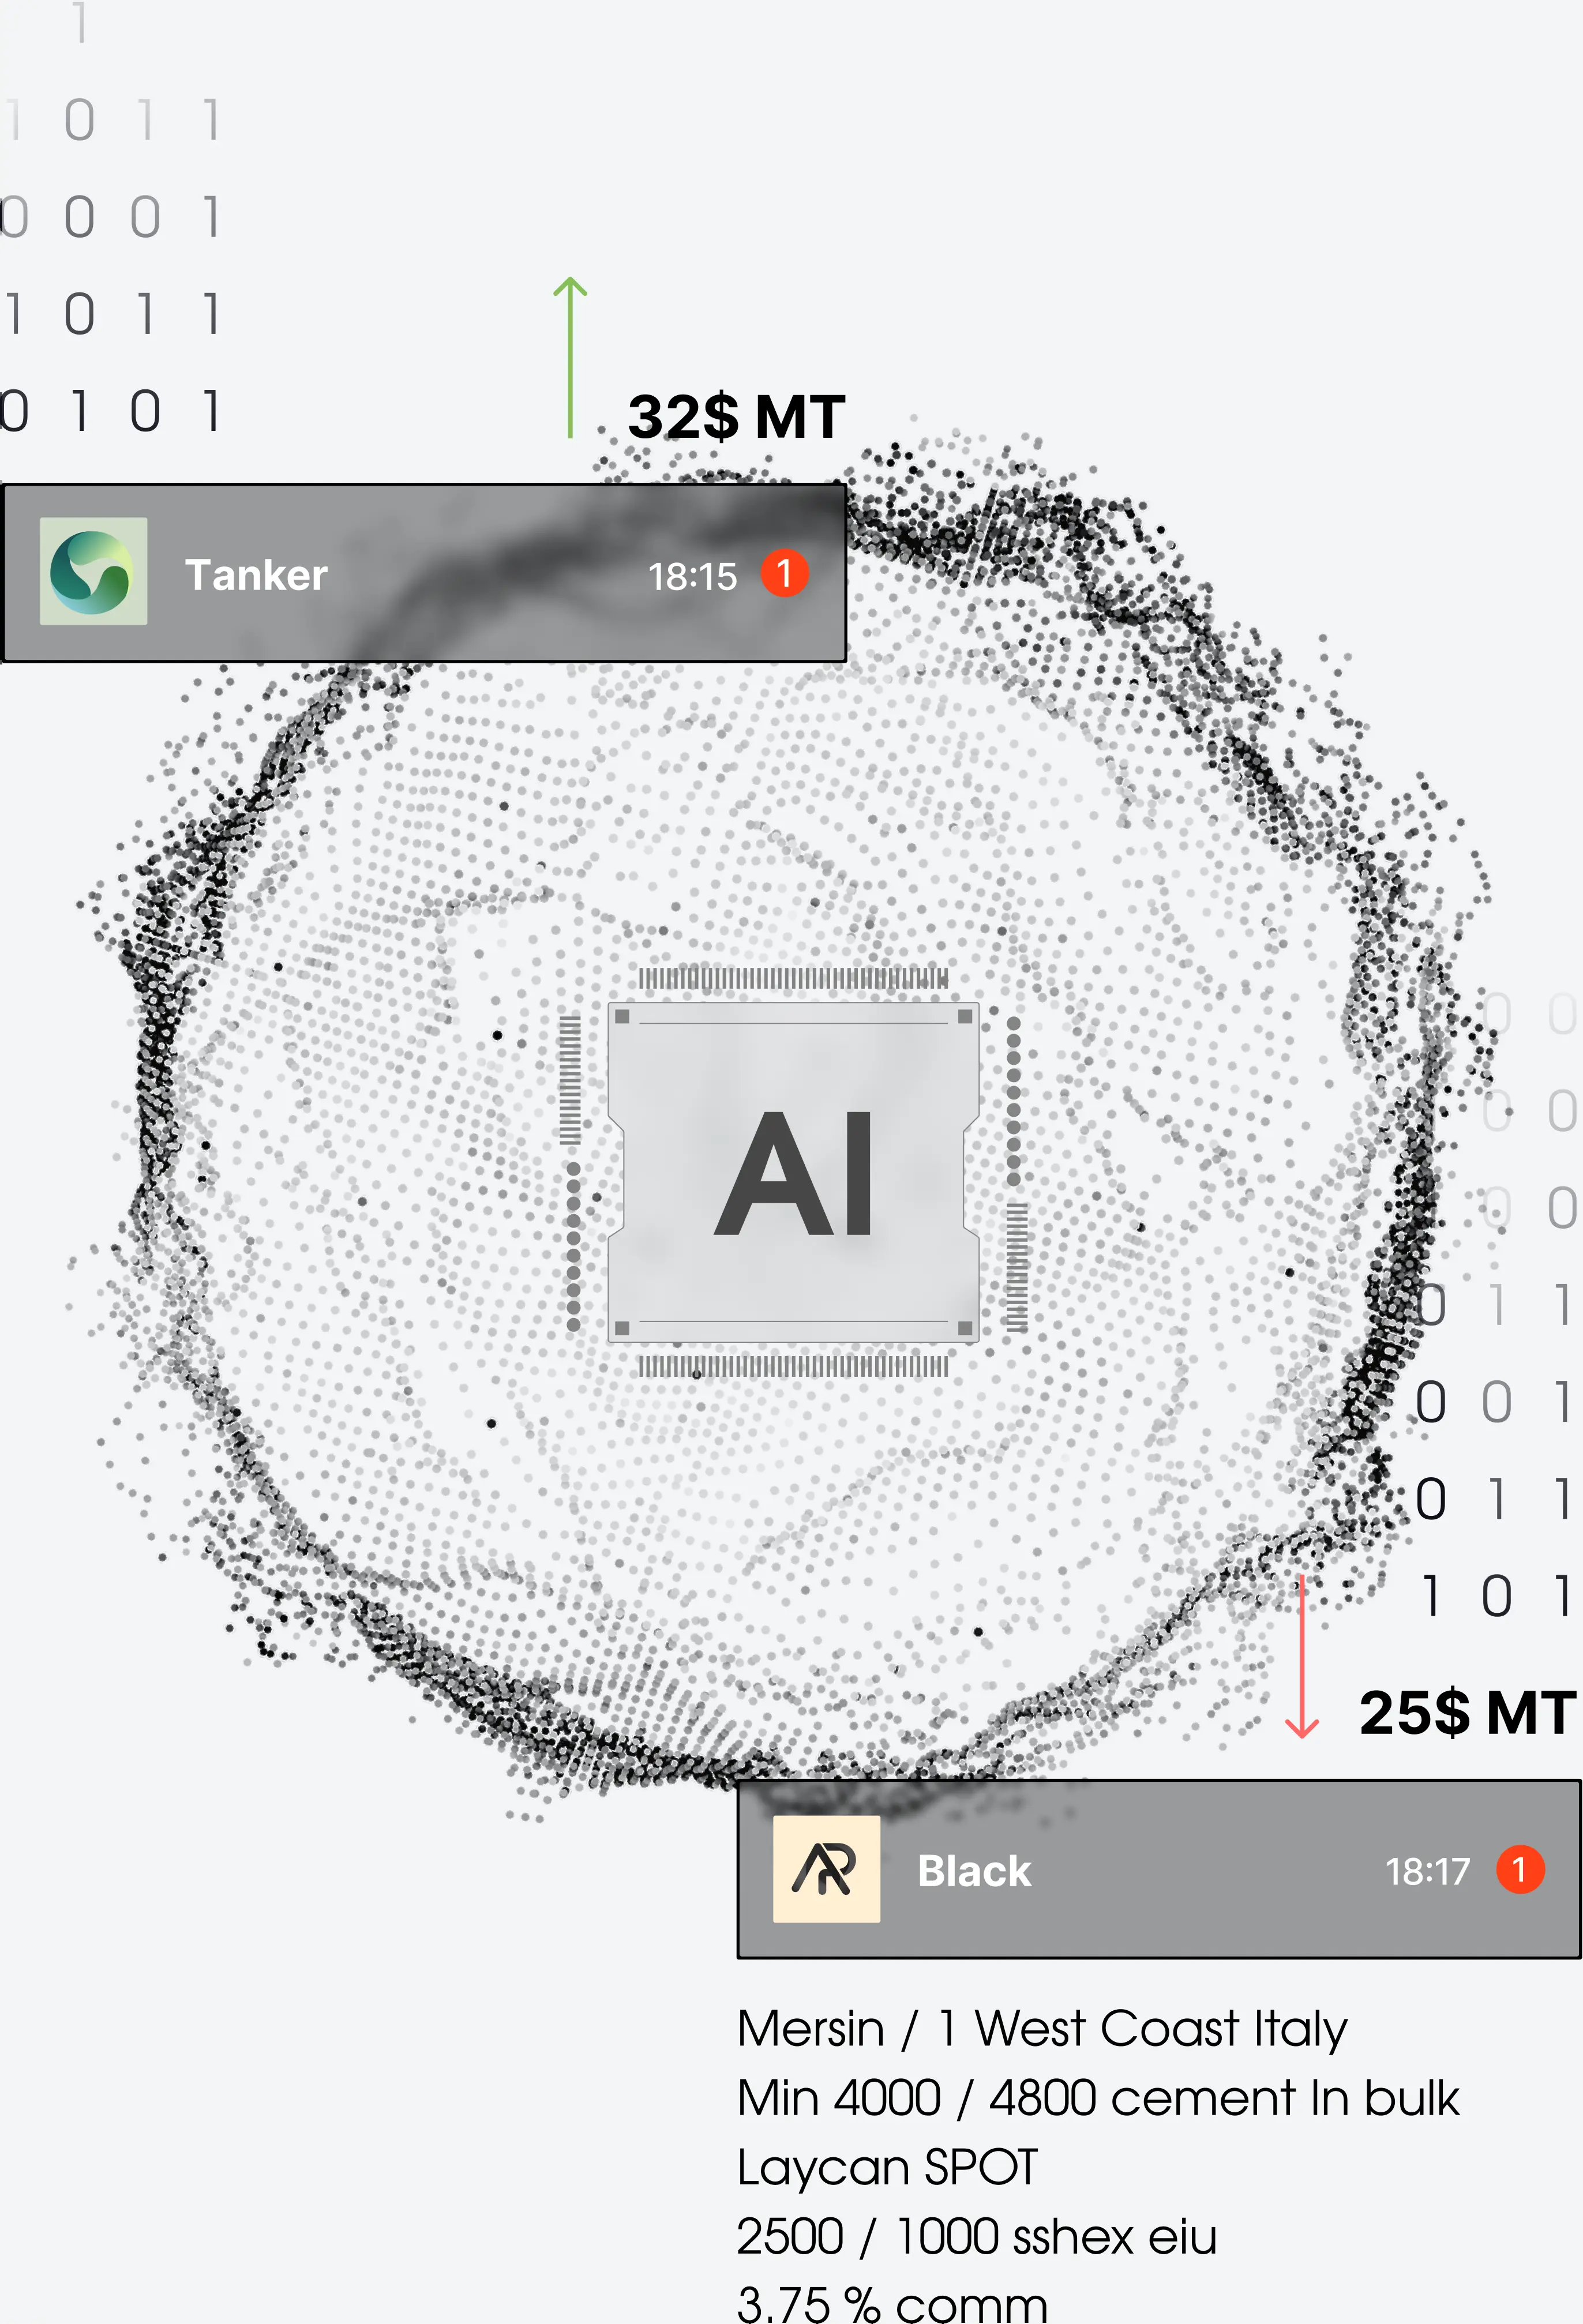 1
1 0 1 1
0 0 0 1
1 0 1 1
0 1 0 1
32$ MT
Tanker 18:15 1
AI
0 0
0 0
0 0
0 1 1
0 0 1
0 1 1
1 0 1
25$ MT
AR
Black 18:17 1
Mersin / 1 West Coast Italy
Min 4000 / 4800 cement In bulk
Laycan SPOT
2500 / 1000 sshex eiu
3.75 % comm